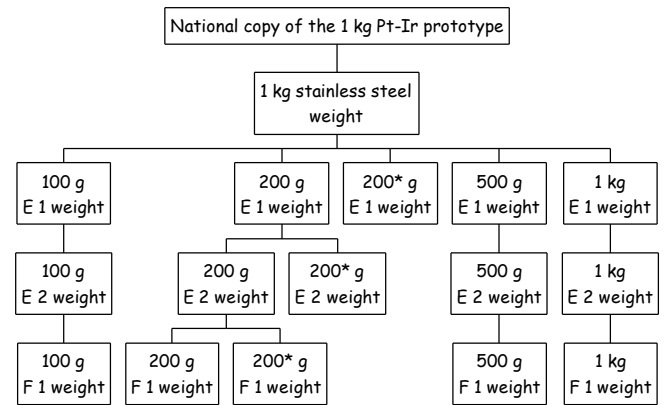 National copy of the 1 kg Pt-Ir prototype
1 kg stainless steel
weight
100 g
E 1 weight
200 g
E 1 weight
200* g
E 1 weight
500 g
E 1 weight
1 kg
E 1 weight
100 g
E 2 weight
200 g
E 2 weight
200* g
E 2 weight
500 g
E 2 weight
1 kg
E 2 weight
100 g
F 1 weight
200 g
F 1 weight
200* g
F 1 weight
500 g
F 1 weight
1 kg
F 1 weight